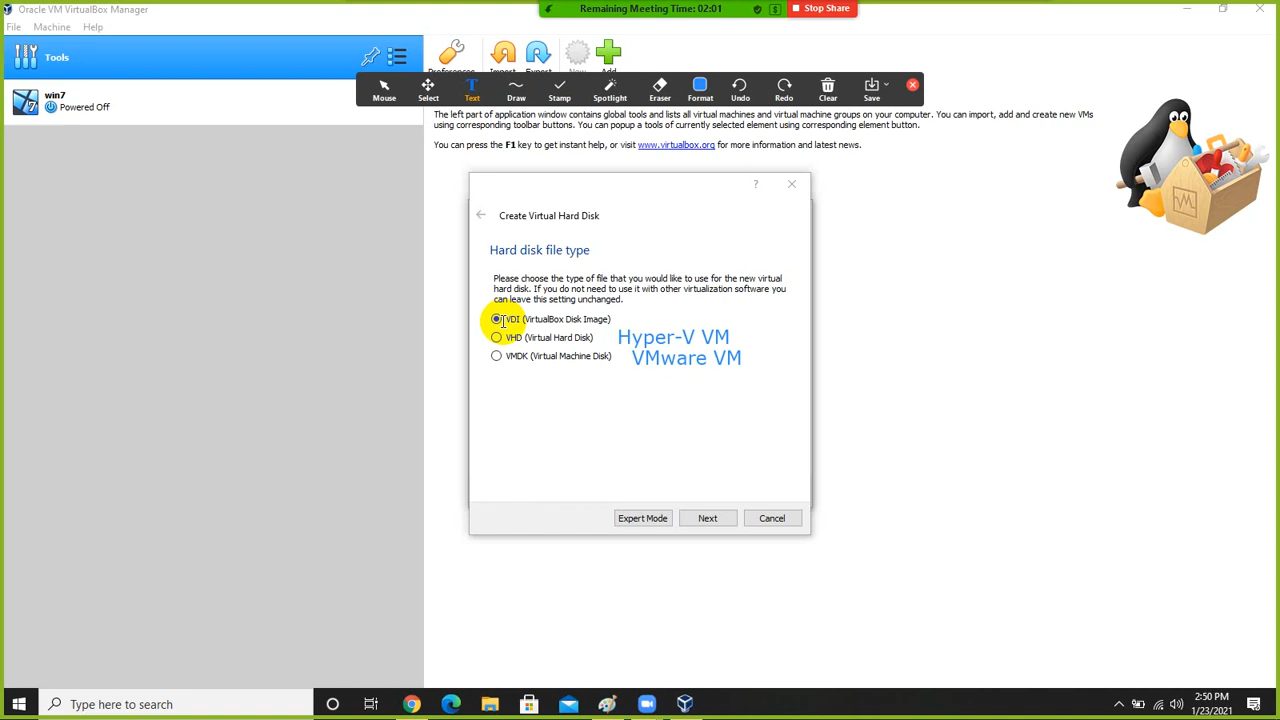 Oracle VM VirtualBox Manager
Remaining Meeting Time: 02:01
Stop Share
File Machine Help
Tools
Preferences Import Export New Add
win7
Powered Off
Mouse Select Text Draw Stamp Spotlight Eraser Format Undo Redo Clear Save
The left part of application window contains global tools and lists all virtual machines and virtual machine groups on your computer. You can import, add and create new VMs
using corresponding toolbar buttons. You can popup a tools of currently selected element using corresponding element button.
You can press the F1 key to get instant help, or visit www.virtualbox.org for more information and latest news.
Create Virtual Hard Disk
Hard disk file type
Please choose the type of file that you would like to use for the new virtual
hard disk. If you do not need to use it with other virtualization software you
can leave this setting unchanged.
VDI (VirtualBox Disk Image)
VHD (Virtual Hard Disk) Hyper-V VM
VMDK (Virtual Machine Disk) VMware VM
Expert Mode Next Cancel
Type here to search
2:50 PM
1/23/2021